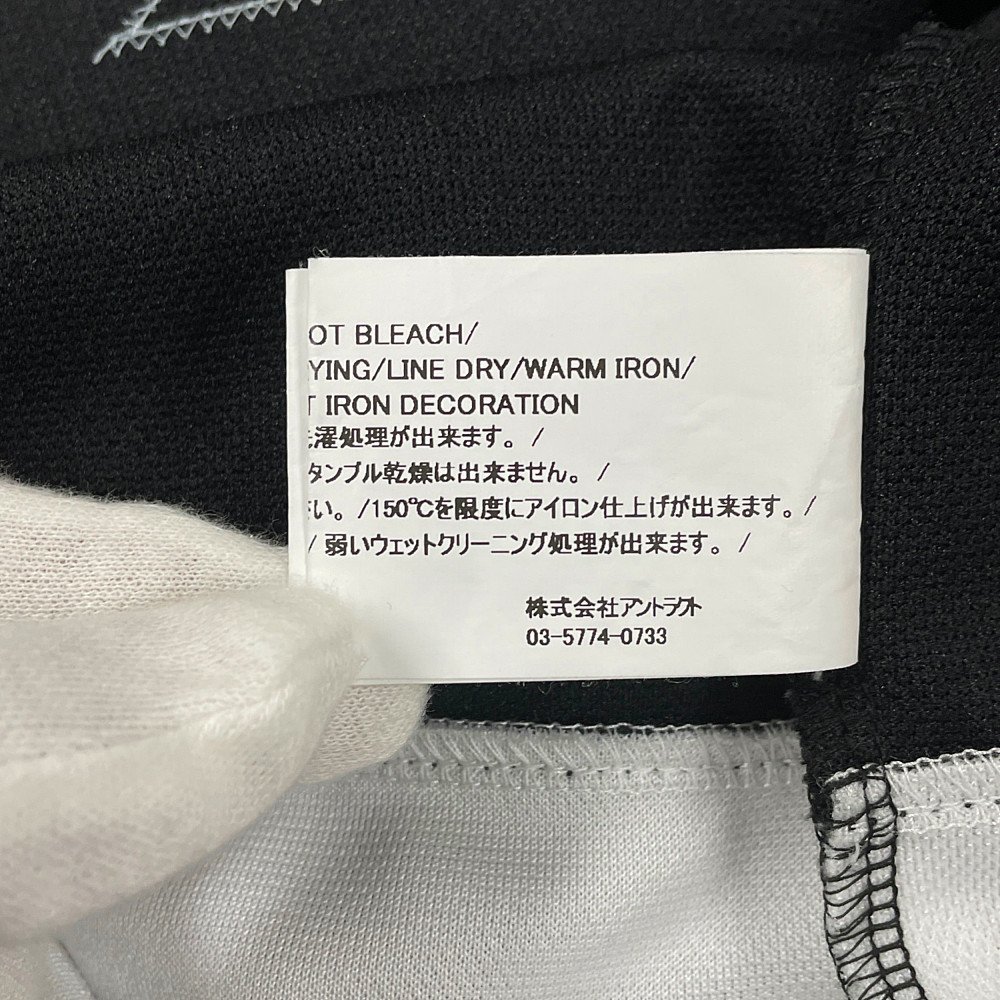 OT BLEACH/
YING/LINE DRY/WARM IRON/
IRON DECORATION
濯処理が出来ます。 /
タンブル乾燥は出来ません。 /
い。 /150℃を限度にアイロン仕上げが出来ます。 /
/ 弱いウェットクリーニング処理が出来ます。 /
株式会社アントラクト
03-5774-0733